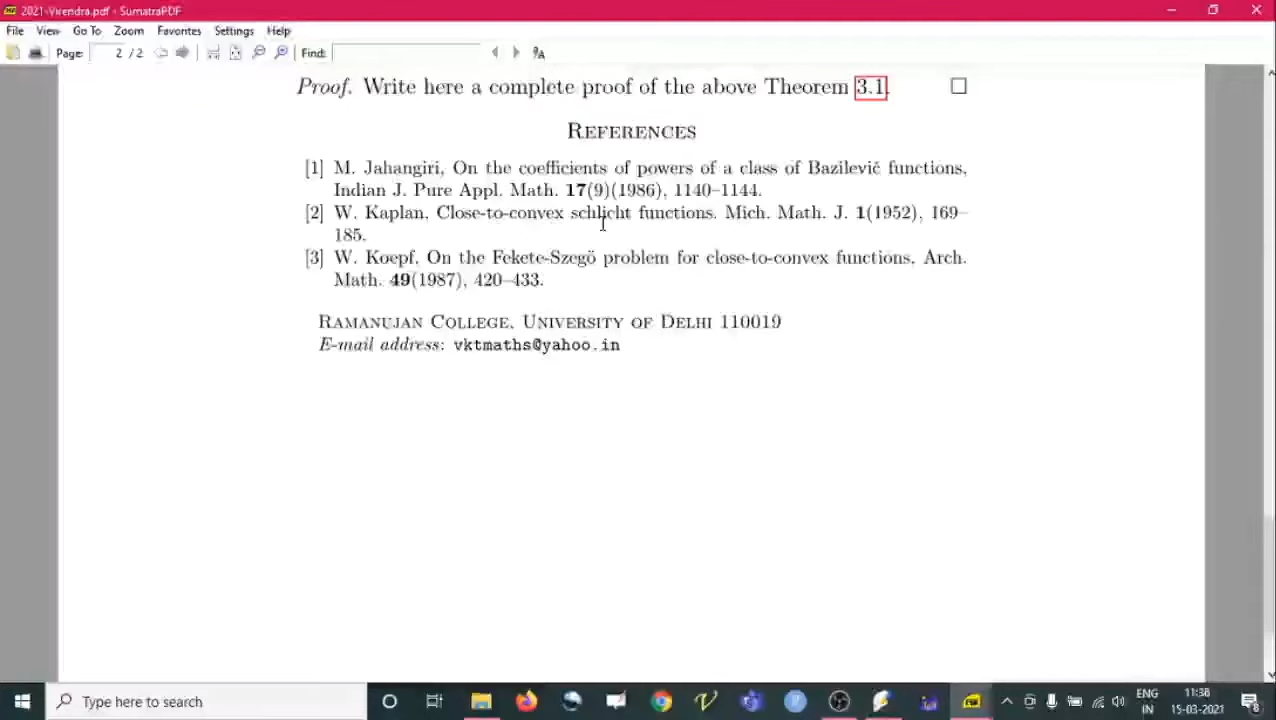 2021-Virendra.pdf - SumatraPDF
File View Go To Zoom Favorites Settings Help
Page: 2 / 2 Find:
Proof. Write here a complete proof of the above Theorem 3.1. □
References
[1] M. Jahangiri, On the coefficients of powers of a class of Bazilević functions,
Indian J. Pure Appl. Math. 17(9)(1986), 1140–1144.
[2] W. Kaplan, Close-to-convex schlicht functions. Mich. Math. J. 1(1952), 169–
185.
[3] W. Koepf, On the Fekete-Szegö problem for close-to-convex functions, Arch.
Math. 49(1987), 420–433.
Ramanujan College, University of Delhi 110019
E-mail address: vktmaths@yahoo.in
Type here to search
ENG 11:38
IN 15-03-2021